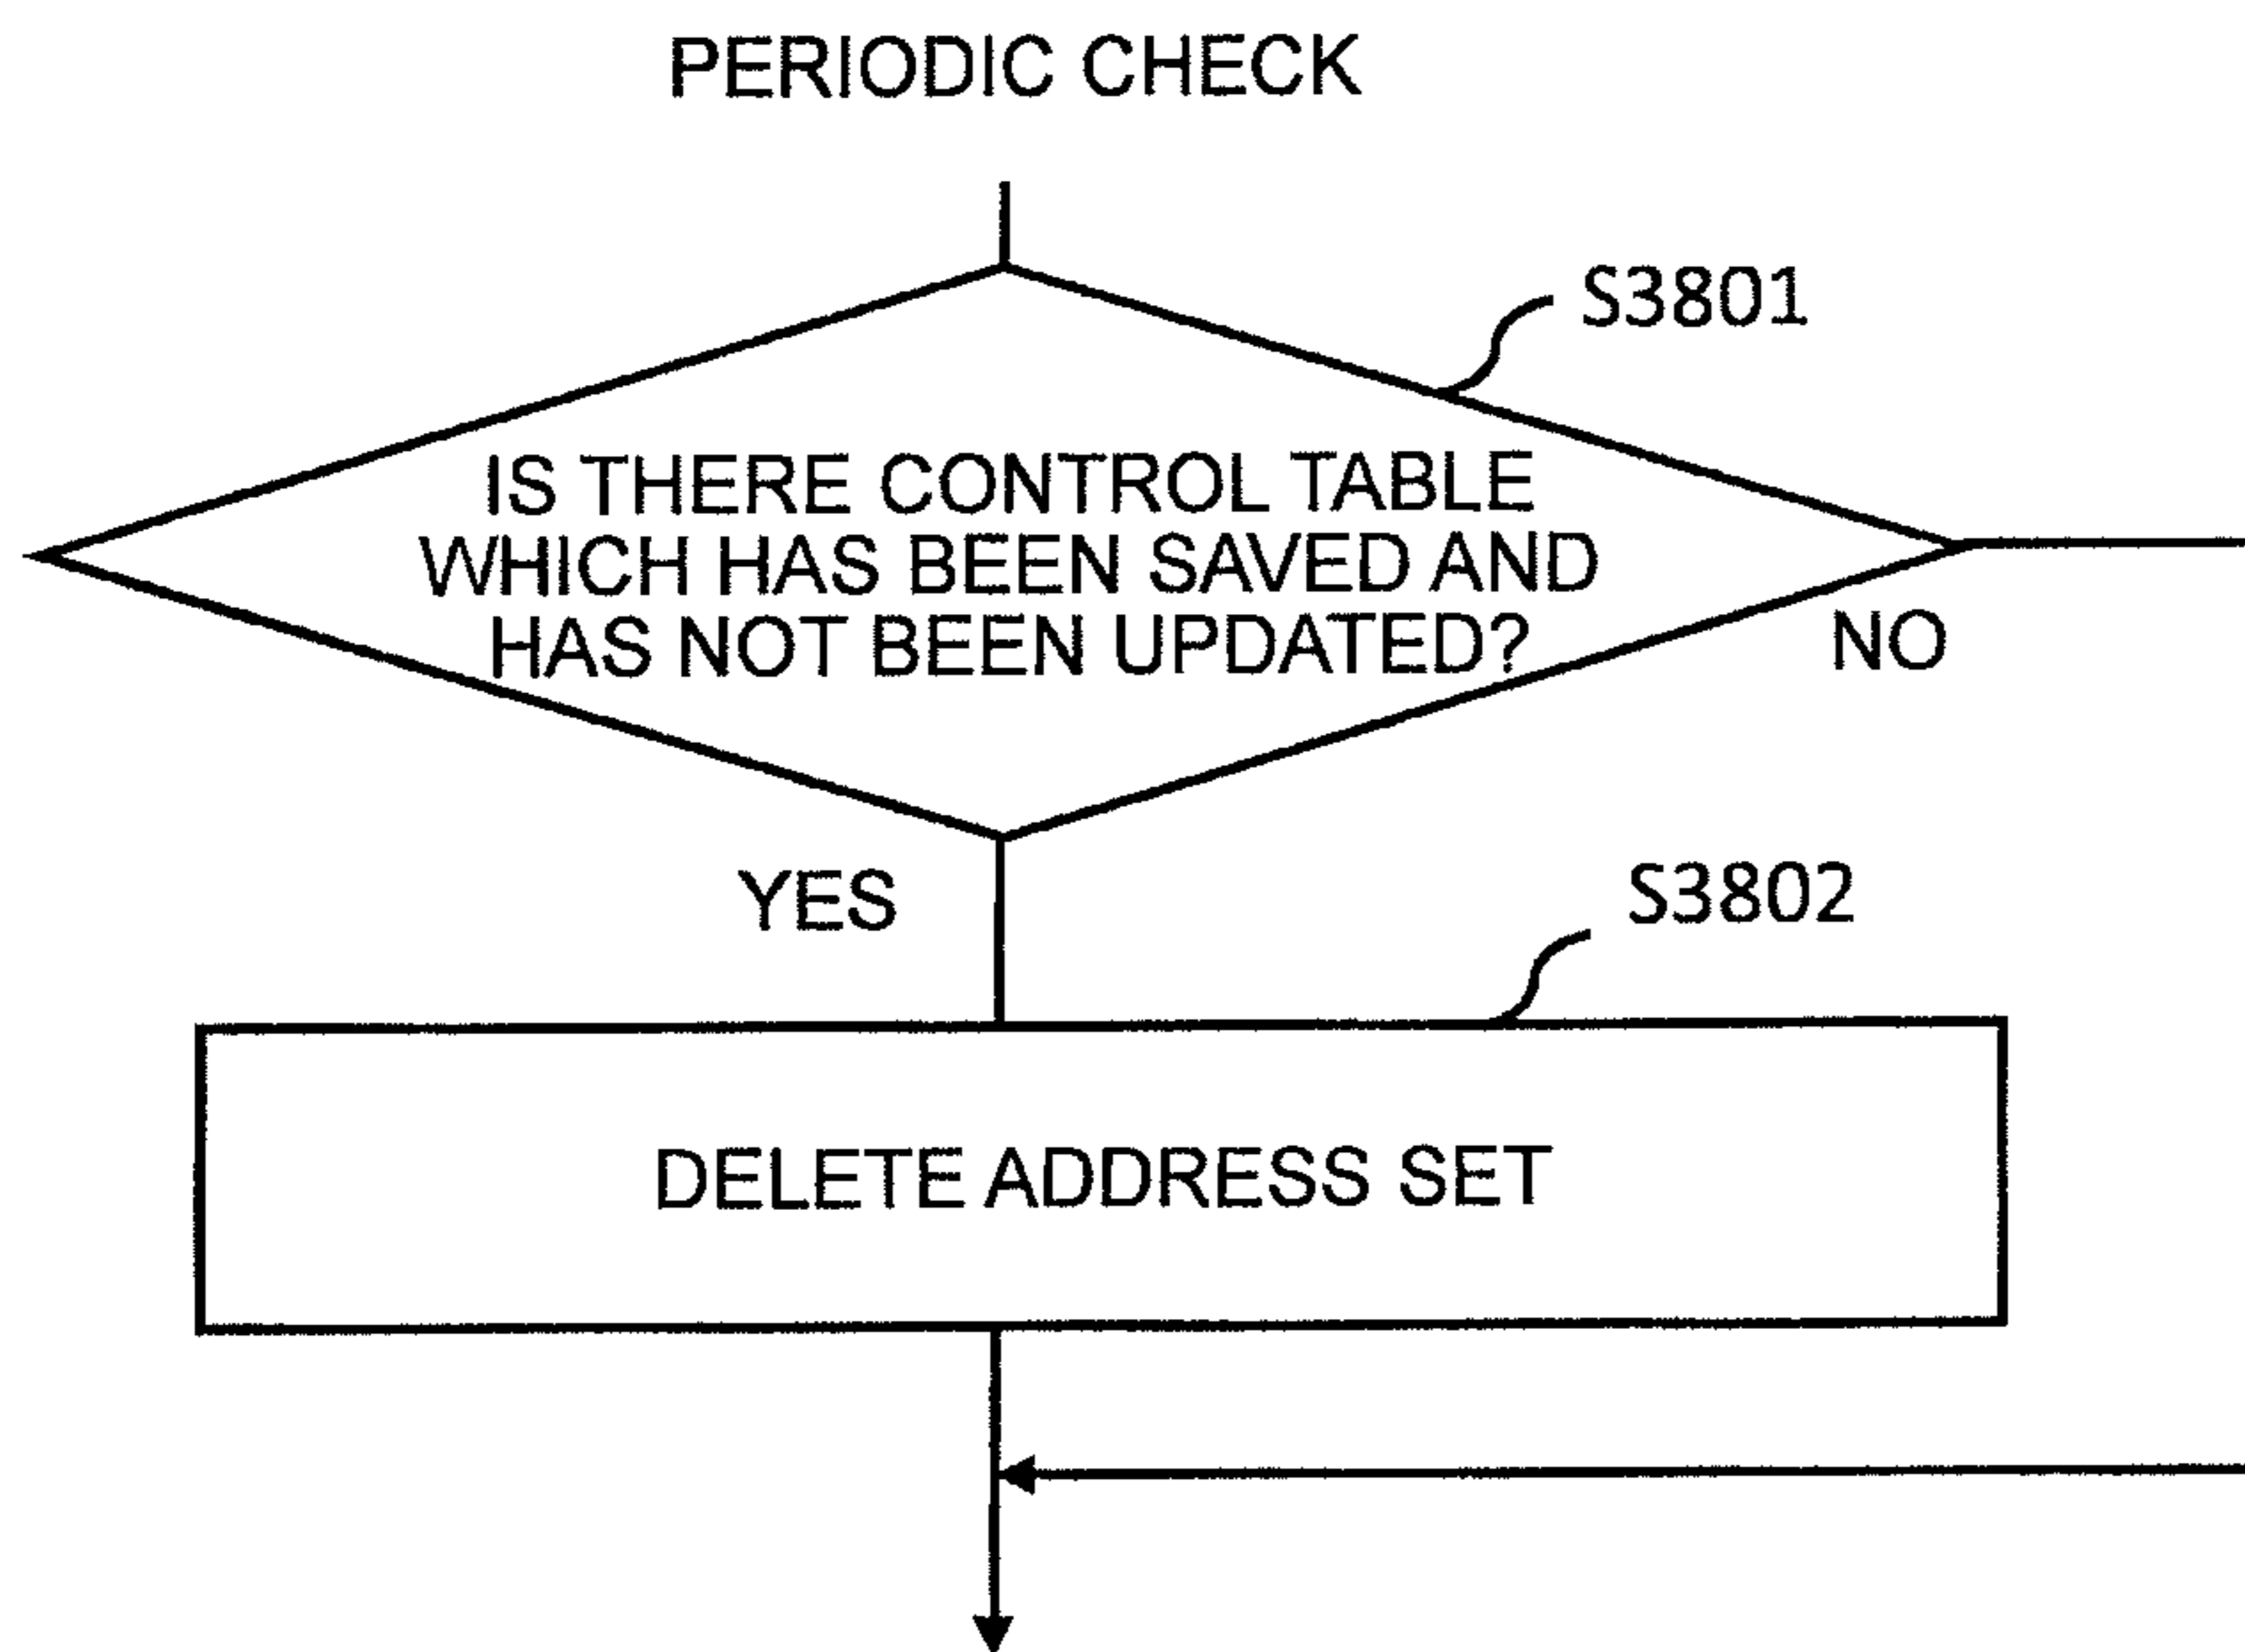 PERIODIC CHECK
S3801
IS THERE CONTROL TABLE
WHICH HAS BEEN SAVED AND
HAS NOT BEEN UPDATED?
NO
YES
S3802
DELETE ADDRESS SET